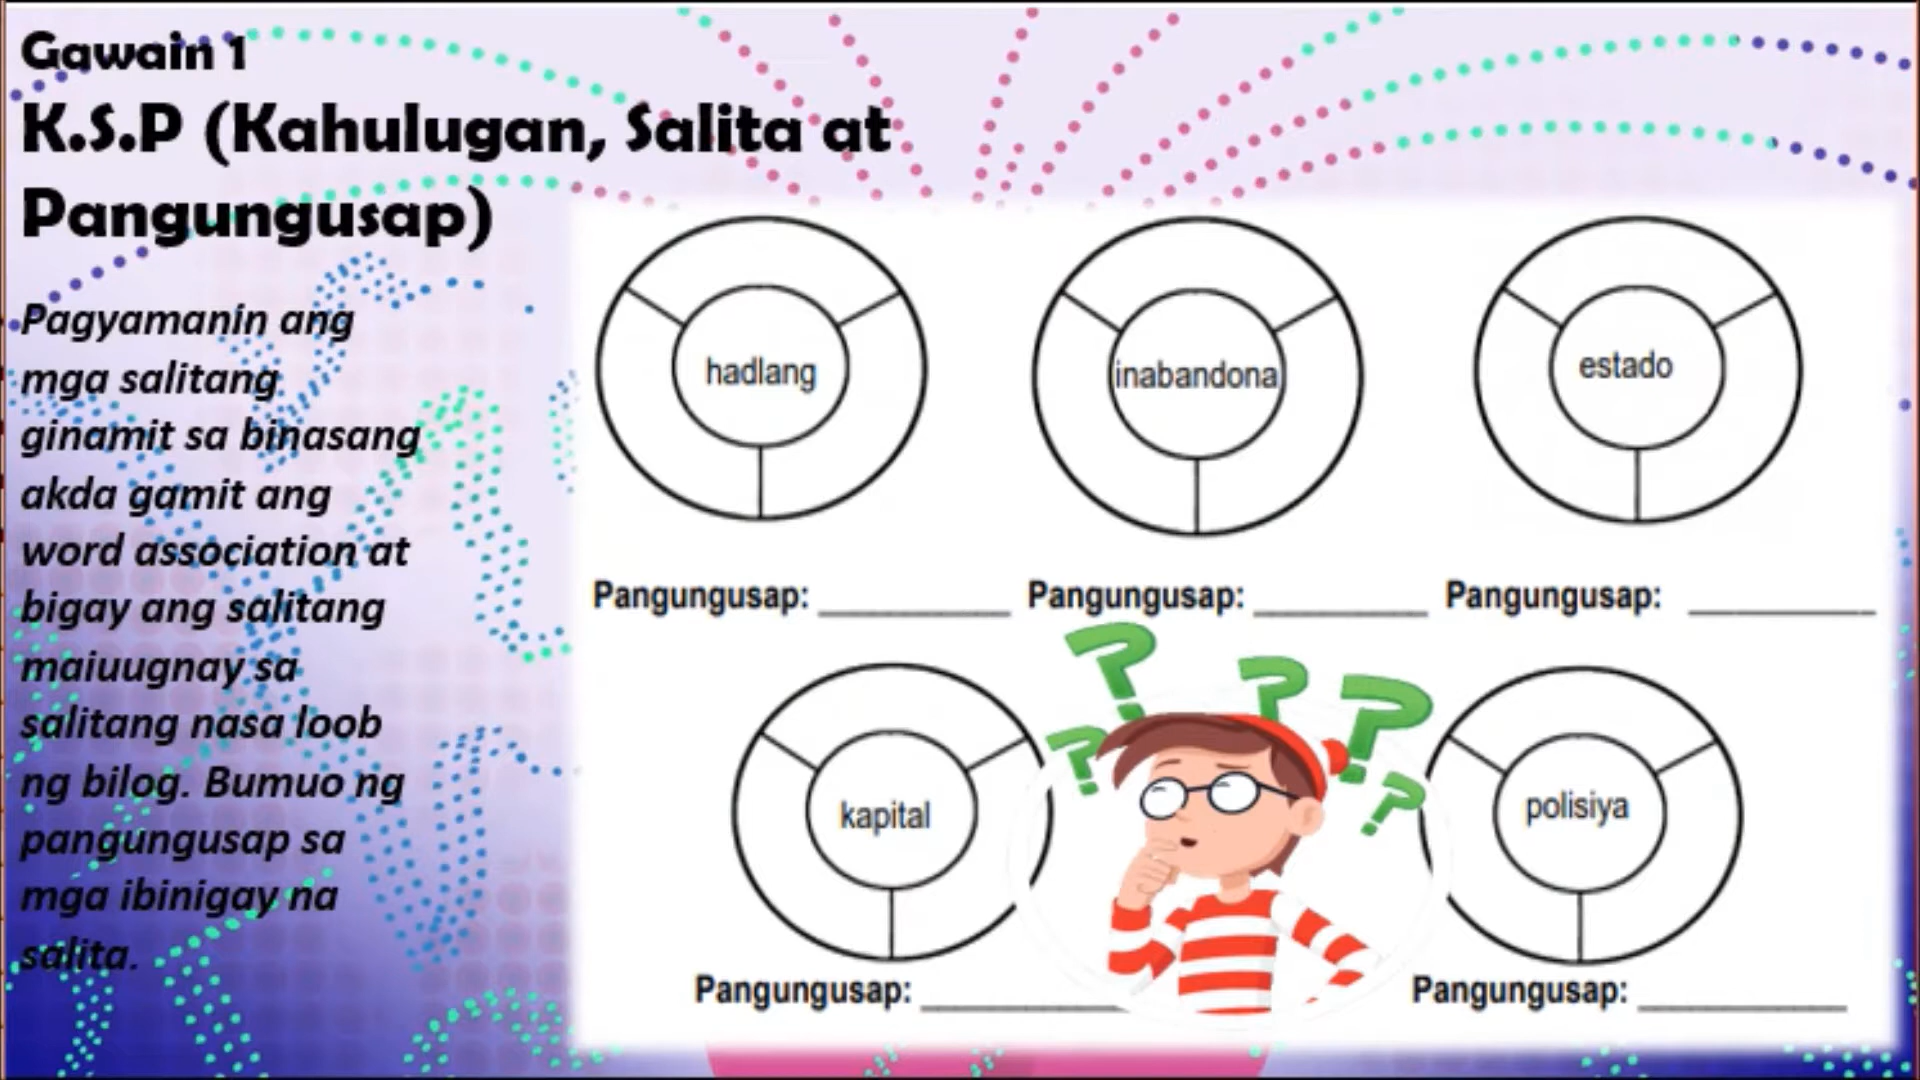 Gawain 1
K.S.P (Kahulugan, Salita at
Pangungusap)
Pagyamanin ang
mga salitang
ginamit sa binasang
akda gamit ang
word association at
bigay ang salitang
maiuugnay sa
salitang nasa loob
ng bilog. Bumuo ng
pangungusap sa
mga ibinigay na
salita.
hadlang
inabandona
estado
Pangungusap: __________
Pangungusap: __________
Pangungusap: __________
kapital
polisiya
Pangungusap: __________
Pangungusap: __________